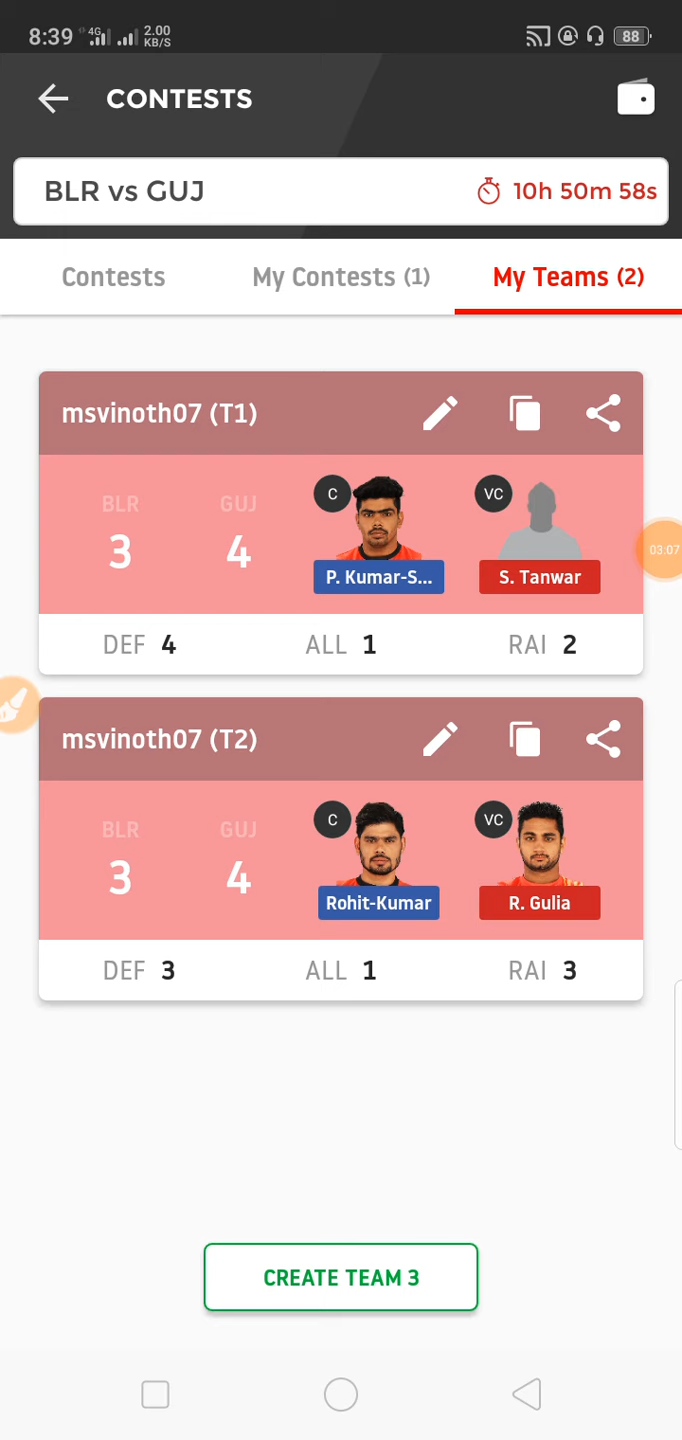 8:39 4G 2.00 KB/S 88
CONTESTS
BLR vs GUJ 10h 50m 58s
Contests My Contests (1) My Teams (2)
msvinoth07 (T1)
BLR GUJ C VC
3 4
P. Kumar-S... S. Tanwar
03:07
DEF 4 ALL 1 RAI 2
msvinoth07 (T2)
BLR GUJ C VC
3 4
Rohit-Kumar R. Gulia
DEF 3 ALL 1 RAI 3
CREATE TEAM 3